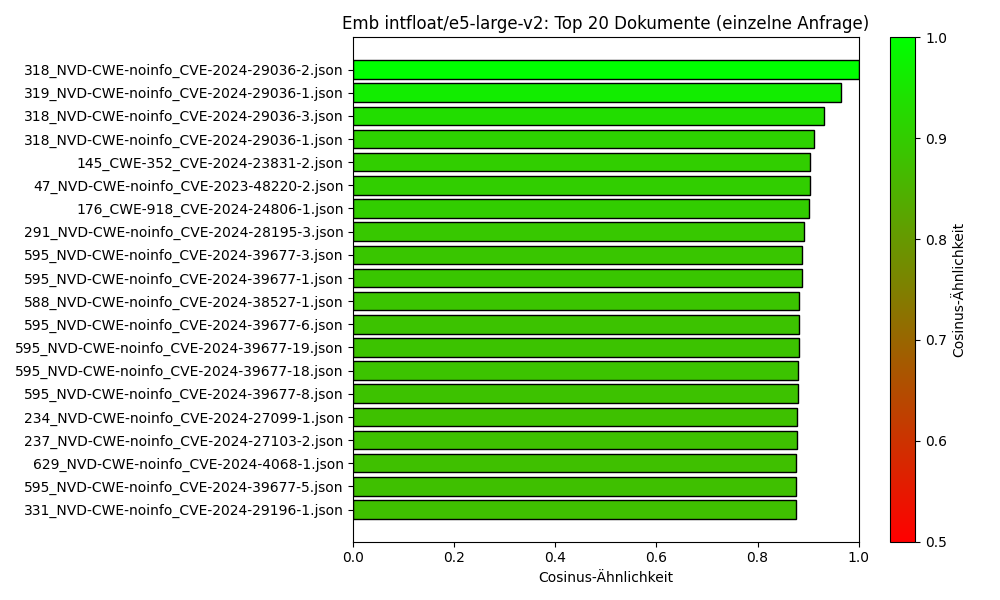 Emb intfloat/e5-large-v2: Top 20 Dokumente (einzelne Anfrage)
318_NVD-CWE-noinfo_CVE-2024-29036-2.json
319_NVD-CWE-noinfo_CVE-2024-29036-1.json
318_NVD-CWE-noinfo_CVE-2024-29036-3.json
318_NVD-CWE-noinfo_CVE-2024-29036-1.json
145_CWE-352_CVE-2024-23831-2.json
47_NVD-CWE-noinfo_CVE-2023-48220-2.json
176_CWE-918_CVE-2024-24806-1.json
291_NVD-CWE-noinfo_CVE-2024-28195-3.json
595_NVD-CWE-noinfo_CVE-2024-39677-3.json
595_NVD-CWE-noinfo_CVE-2024-39677-1.json
588_NVD-CWE-noinfo_CVE-2024-38527-1.json
595_NVD-CWE-noinfo_CVE-2024-39677-6.json
595_NVD-CWE-noinfo_CVE-2024-39677-19.json
595_NVD-CWE-noinfo_CVE-2024-39677-18.json
595_NVD-CWE-noinfo_CVE-2024-39677-8.json
234_NVD-CWE-noinfo_CVE-2024-27099-1.json
237_NVD-CWE-noinfo_CVE-2024-27103-2.json
629_NVD-CWE-noinfo_CVE-2024-4068-1.json
595_NVD-CWE-noinfo_CVE-2024-39677-5.json
331_NVD-CWE-noinfo_CVE-2024-29196-1.json
0.0 0.2 0.4 0.6 0.8 1.0
Cosinus-Ähnlichkeit
1.0
0.9
0.8
0.7
0.6
0.5
Cosinus-Ähnlichkeit